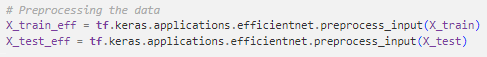 # Preprocessing the data
X_train_eff = tf.keras.applications.efficientnet.preprocess_input(X_train)
X_test_eff = tf.keras.applications.efficientnet.preprocess_input(X_test)